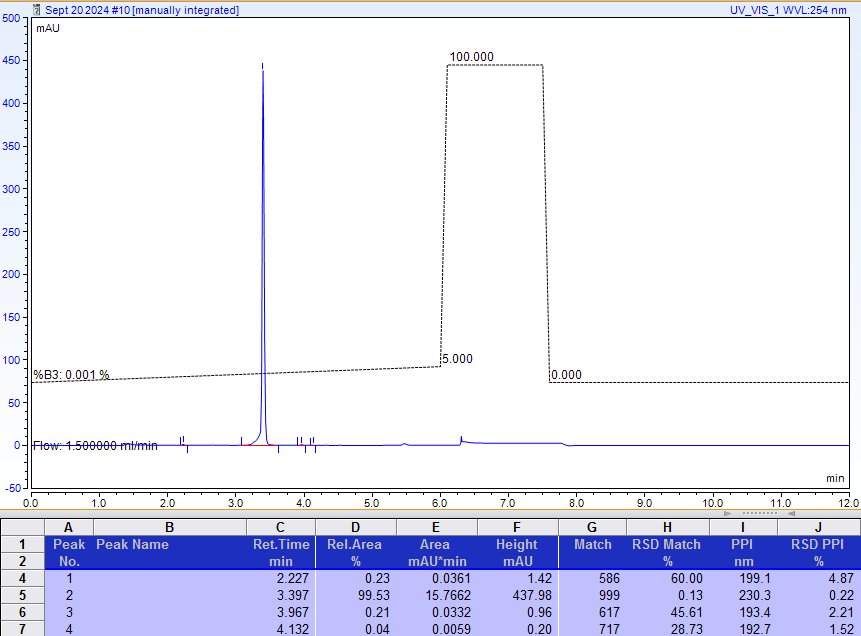 Sept 20 2024 #10 [manually integrated] UV_VIS_1 WVL:254 nm
500
mAU
450
100.000
400
350
300
250
200
150
100
5.000
%B3: 0.001 %
0.000
50
0
Flow: 1.500000 ml/min
-50
min
0.0 1.0 2.0 3.0 4.0 5.0 6.0 7.0 8.0 9.0 10.0 11.0 12.0
A B C D E F G H I J
1 Peak Peak Name Ret.Time Rel.Area Area Height Match RSD Match PPI RSD PPI
2 No. min % mAU*min mAU % nm %
4 1 2.227 0.23 0.0361 1.42 586 60.00 199.1 4.87
5 2 3.397 99.53 15.7662 437.98 999 0.13 230.3 0.22
6 3 3.967 0.21 0.0332 0.96 617 45.61 193.4 2.21
7 4 4.132 0.04 0.0059 0.20 717 28.73 192.7 1.52